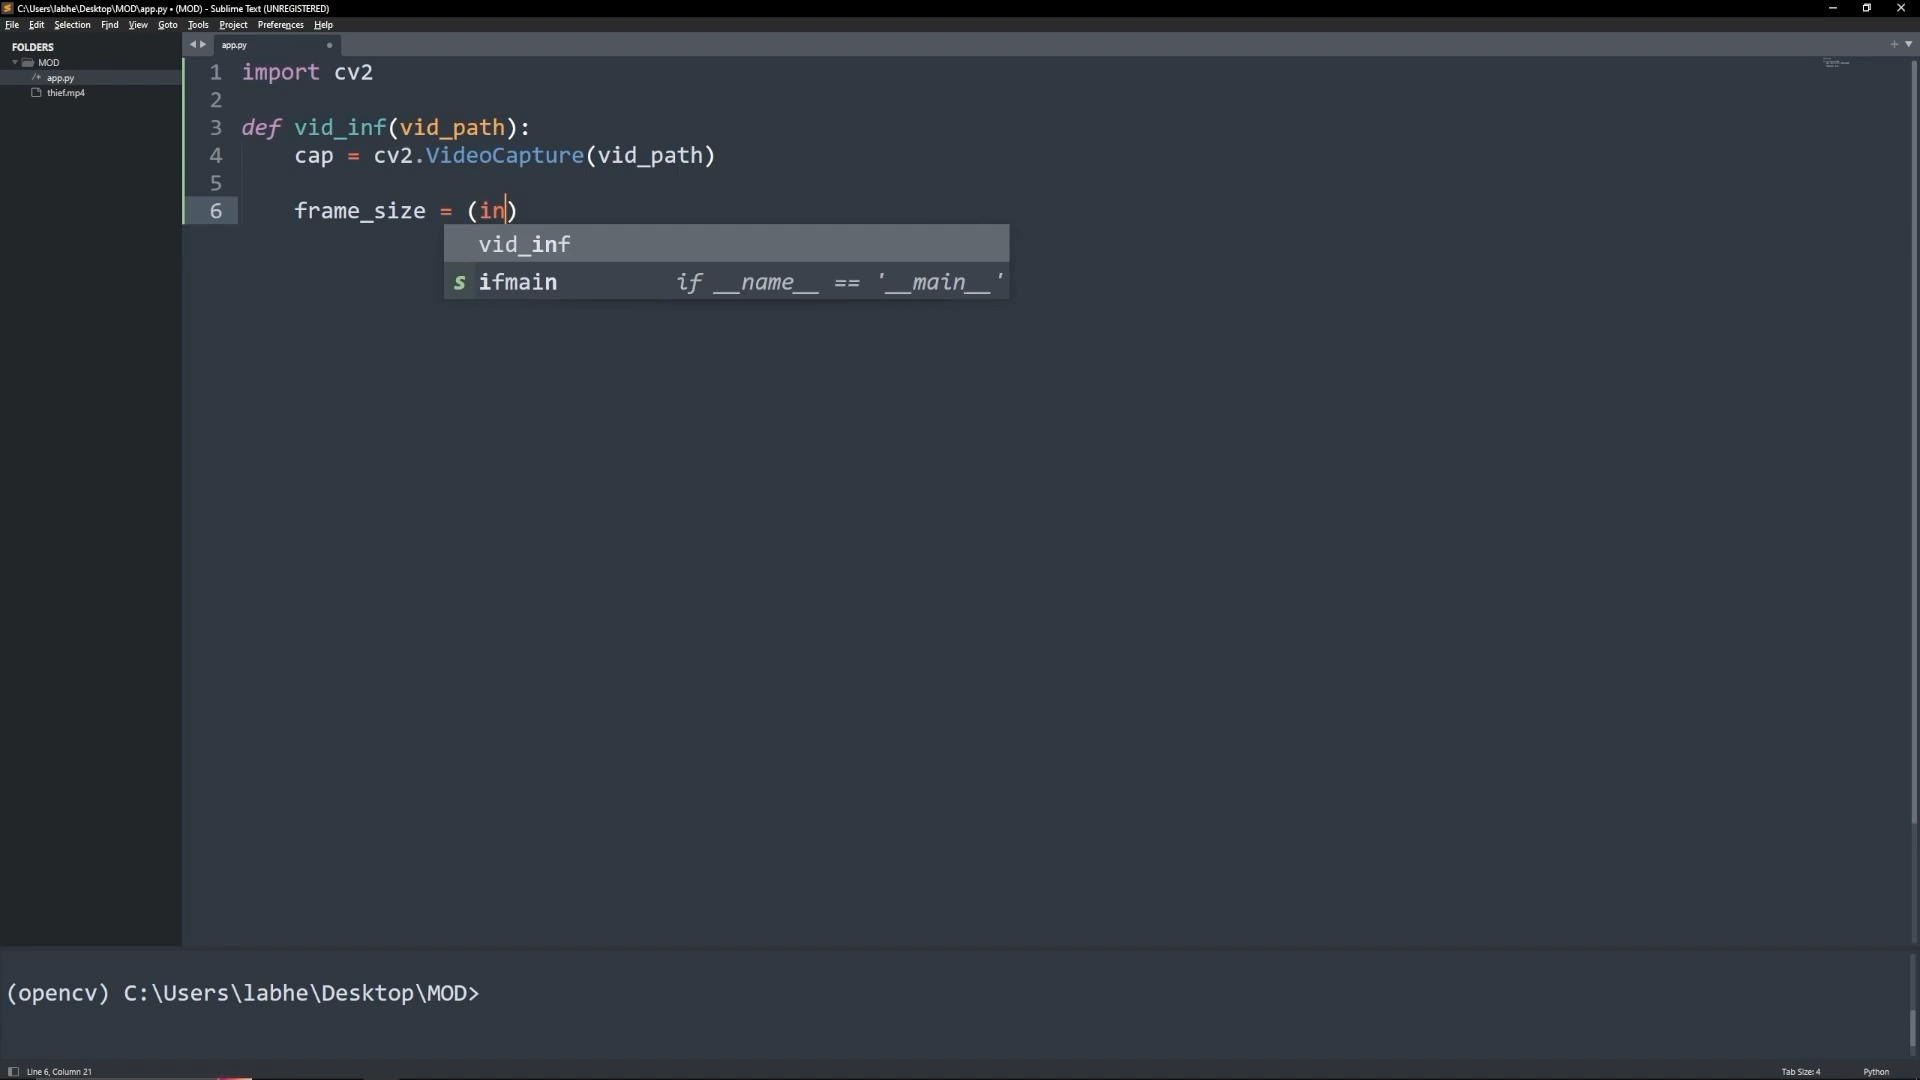 C:\Users\labhe\Desktop\MOD\app.py • (MOD) - Sublime Text (UNREGISTERED)
File Edit Selection Find View Goto Tools Project Preferences Help
FOLDERS
MOD
app.py
thief.mp4
app.py
1 import cv2
2
3 def vid_inf(vid_path):
4 cap = cv2.VideoCapture(vid_path)
5
6 frame_size = (in)
vid_inf
s ifmain if __name__ == '__main__'
(opencv) C:\Users\labhe\Desktop\MOD>
Line 6, Column 21
Tab Size: 4
Python